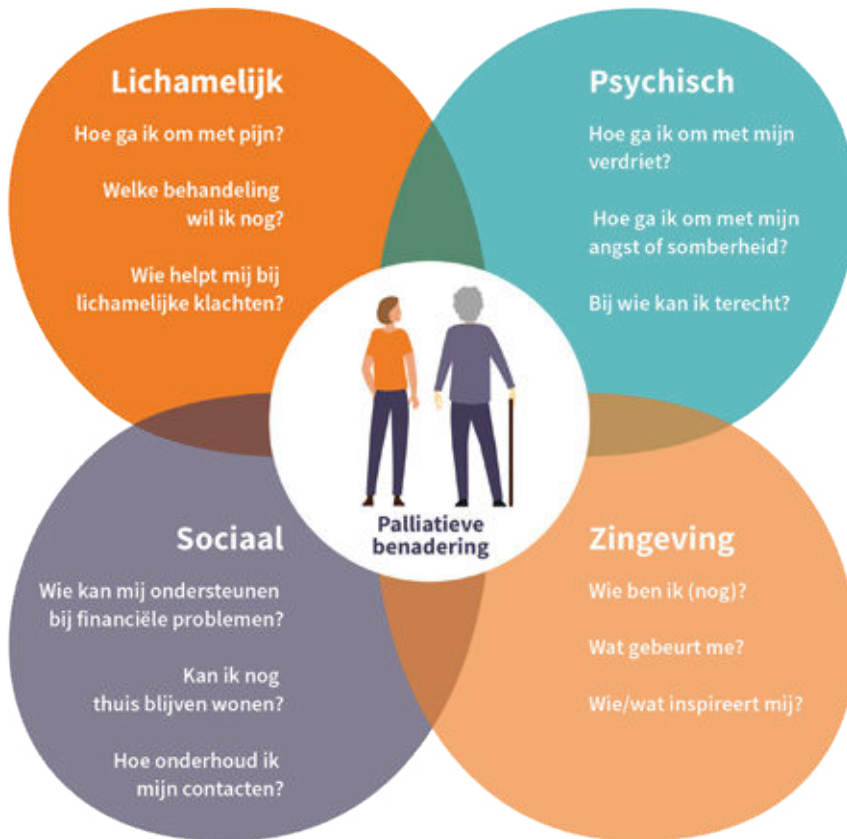 Lichamelijk
Hoe ga ik om met pijn?
Welke behandeling
wil ik nog?
Wie helpt mij bij
lichamelijke klachten?
Psychisch
Hoe ga ik om met mijn
verdriet?
Hoe ga ik om met mijn
angst of somberheid?
Bij wie kan ik terecht?
Palliatieve
benadering
Sociaal
Wie kan mij ondersteunen
bij financiële problemen?
Kan ik nog
thuis blijven wonen?
Hoe onderhoud ik
mijn contacten?
Zingeving
Wie ben ik (nog)?
Wat gebeurt me?
Wie/wat inspireert mij?